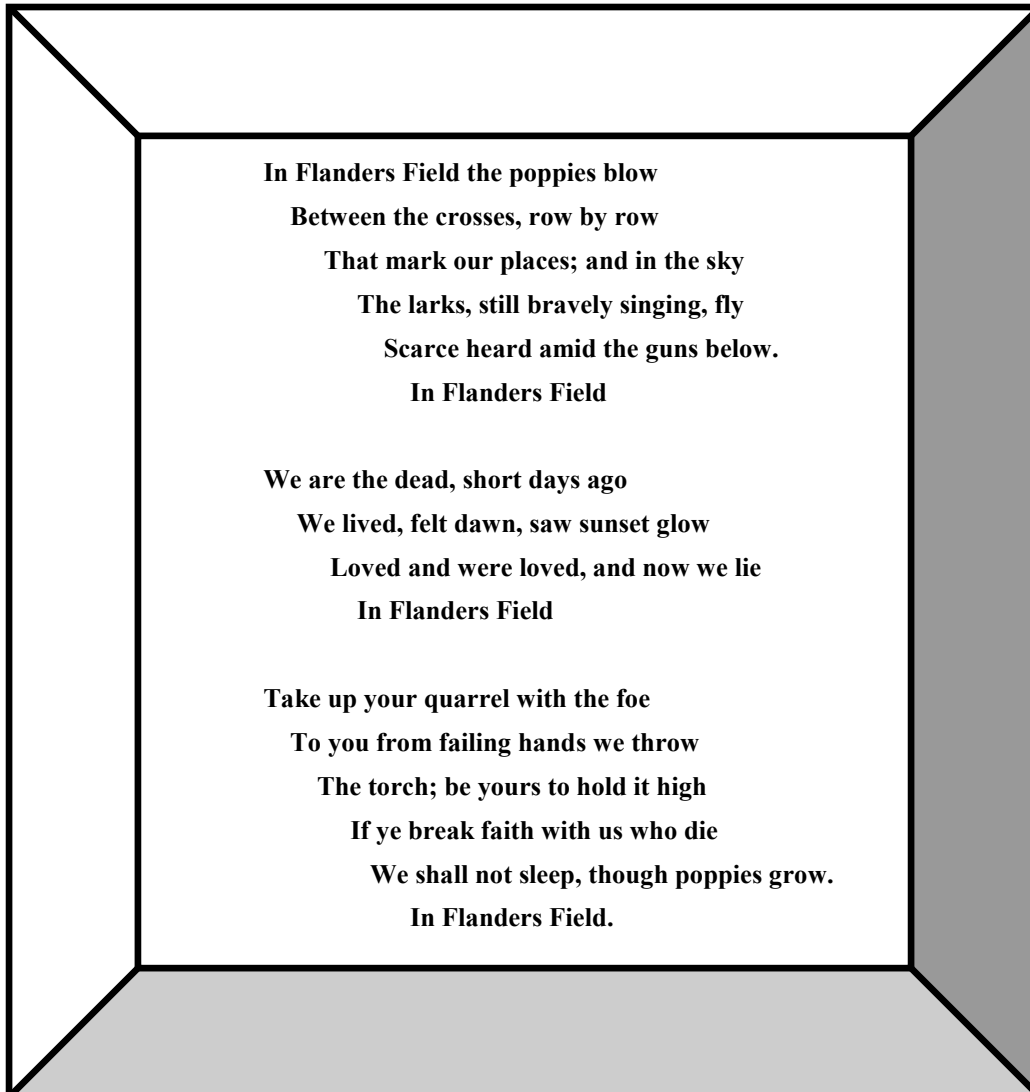 In Flanders Field the poppies blow
Between the crosses, row by row
That mark our places; and in the sky
The larks, still bravely singing, fly
Scarce heard amid the guns below.
In Flanders Field
We are the dead, short days ago
We lived, felt dawn, saw sunset glow
Loved and were loved, and now we lie
In Flanders Field
Take up your quarrel with the foe
To you from failing hands we throw
The torch; be yours to hold it high
If ye break faith with us who die
We shall not sleep, though poppies grow.
In Flanders Field.